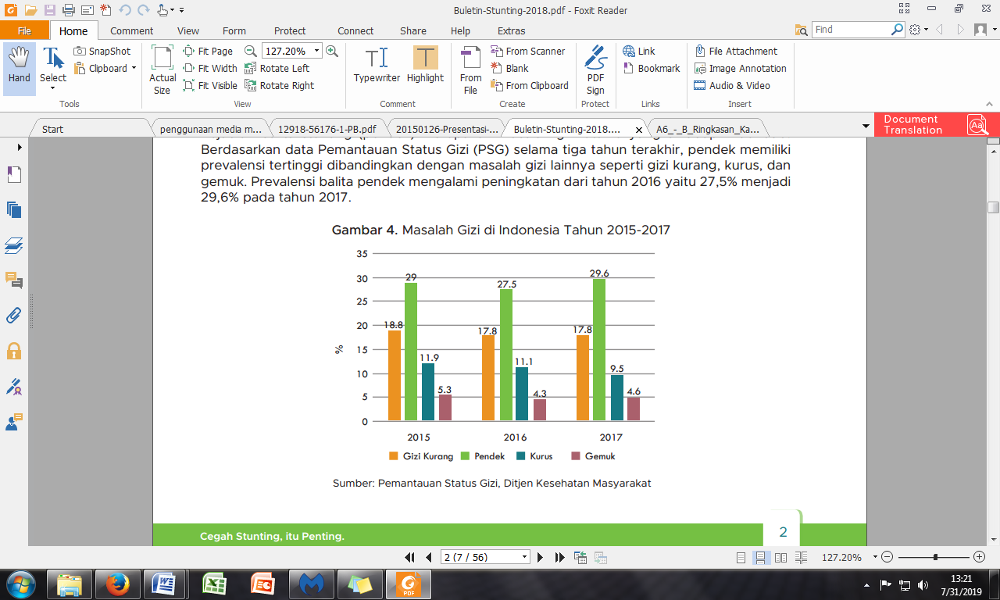 Buletin-Stunting-2018.pdf - Foxit Reader
File Home Comment View Form Protect Connect Share Help Extras
Find
Hand
Select
SnapShot
Clipboard
Tools
Actual Size
Fit Page
Fit Width
Fit Visible
127.20%
Rotate Left
Rotate Right
View
Typewriter
Highlight
Comment
From File
From Scanner
Blank
From Clipboard
Create
PDF Sign
Protect
Link
Bookmark
Links
File Attachment
Image Annotation
Audio & Video
Insert
Start
penggunaan media m...
12918-56176-1-PB.pdf
20150126-Presentasi-...
Buletin-Stunting-2018....
A6_-_B_Ringkasan_Ka...
Document Translation
Berdasarkan data Pemantauan Status Gizi (PSG) selama tiga tahun terakhir, pendek memiliki
prevalensi tertinggi dibandingkan dengan masalah gizi lainnya seperti gizi kurang, kurus, dan
gemuk. Prevalensi balita pendek mengalami peningkatan dari tahun 2016 yaitu 27,5% menjadi
29,6% pada tahun 2017.
Gambar 4. Masalah Gizi di Indonesia Tahun 2015-2017
35
30
25
20
15
10
5
0
%
18.8 29 11.9 5.3
17.8 27.5 11.1 4.3
17.8 29.6 9.5 4.6
2015 2016 2017
Gizi Kurang Pendek Kurus Gemuk
Sumber: Pemantauan Status Gizi, Ditjen Kesehatan Masyarakat
Cegah Stunting, itu Penting.
2
2 (7 / 56)
127.20%
PDF
13:21
7/31/2019